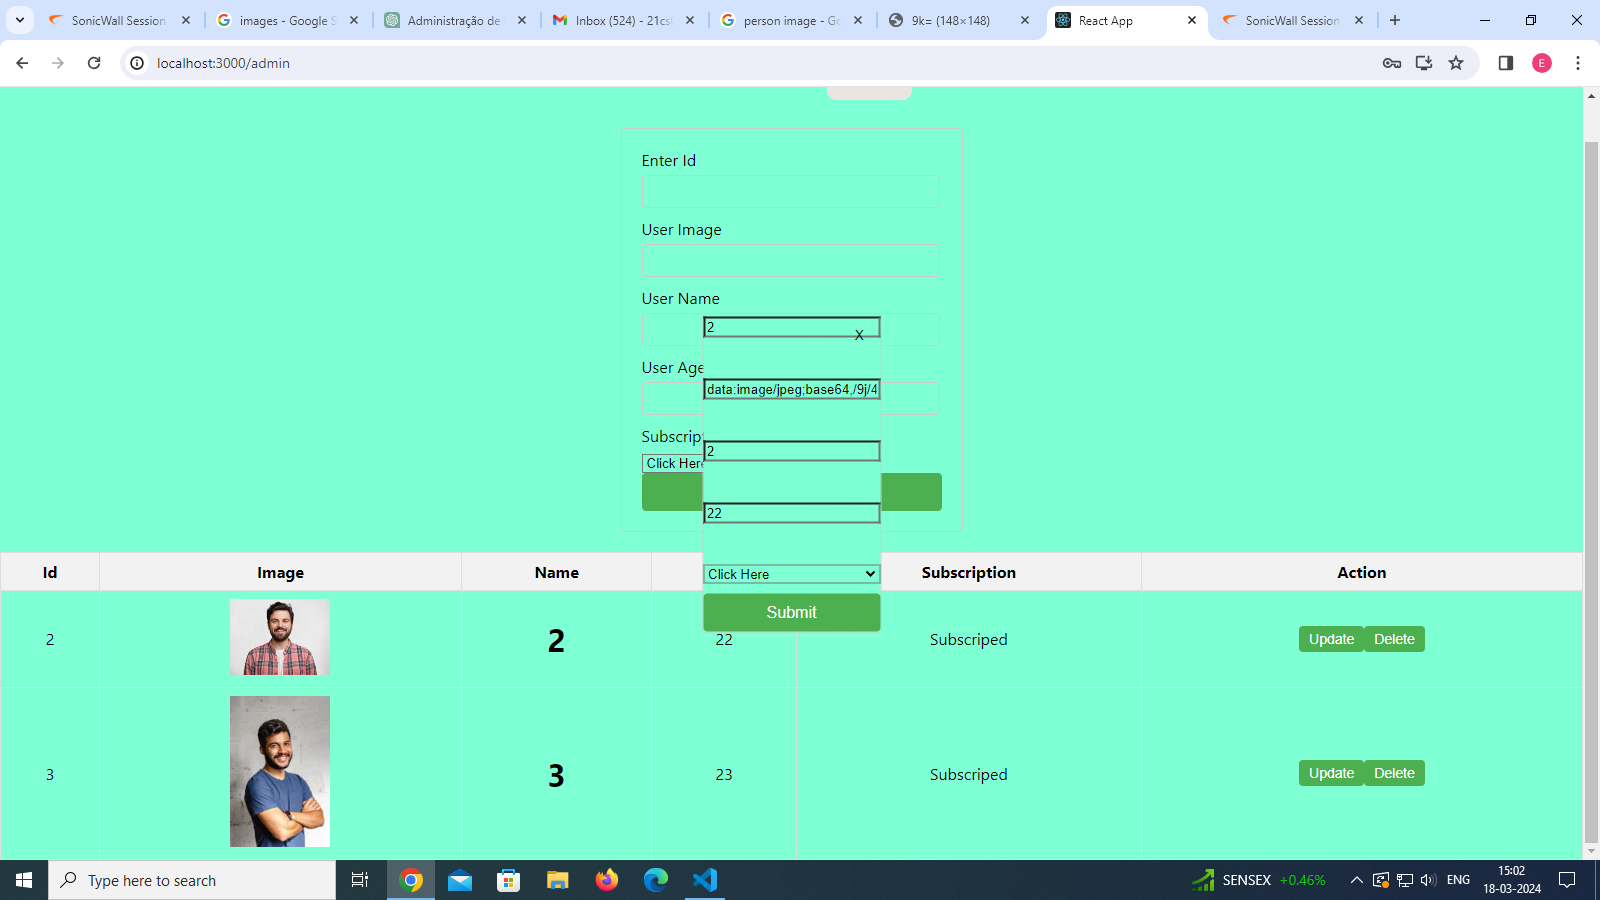 SonicWall Session
images - Google S
Administração de
Inbox (524) - 21cs
person image - Go
9k= (148×148)
React App
SonicWall Session
localhost:3000/admin
E
Enter Id
User Image
User Name
2
X
User Age
data:image/jpeg;base64,/9j/4
Subscript
2
Click Here
22
Click Here
Submit
Id Image Name Subscription Action
2 2 22 Subscriped Update Delete
3 3 23 Subscriped Update Delete
Type here to search
SENSEX +0.46%
ENG
15:02
18-03-2024